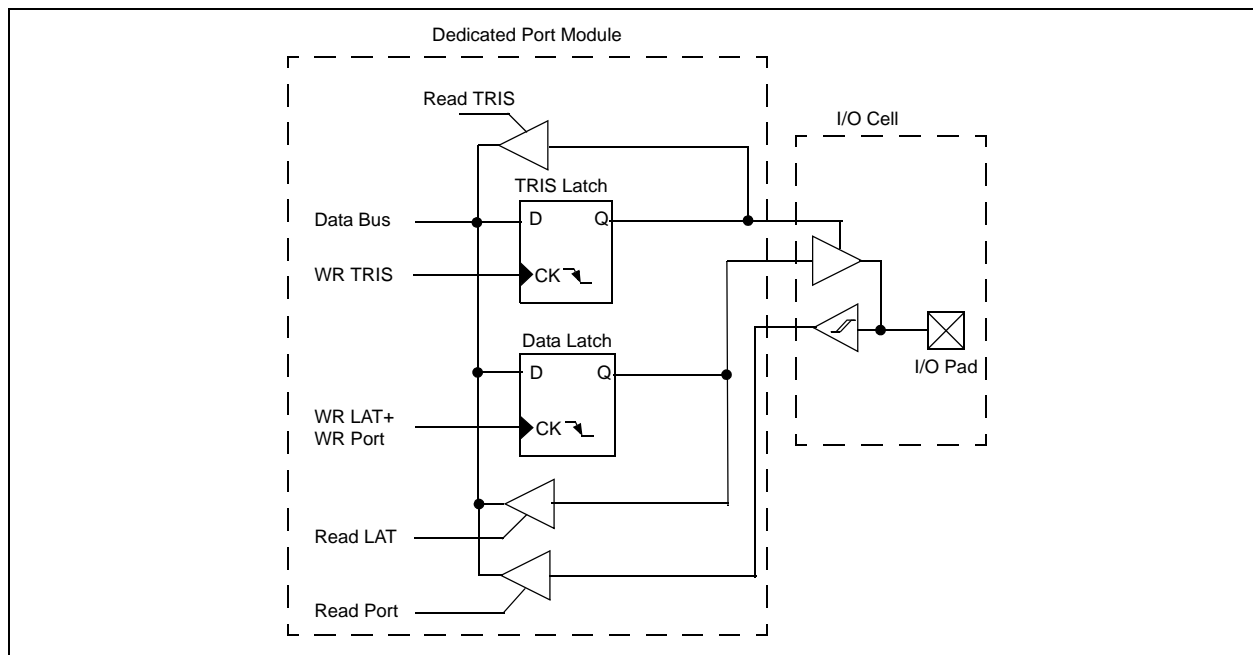 Dedicated Port Module
Read TRIS
I/O Cell
TRIS Latch
Data Bus
D
Q
WR TRIS
CK
Data Latch
I/O Pad
D
Q
WR LAT+
WR Port
CK
Read LAT
Read Port